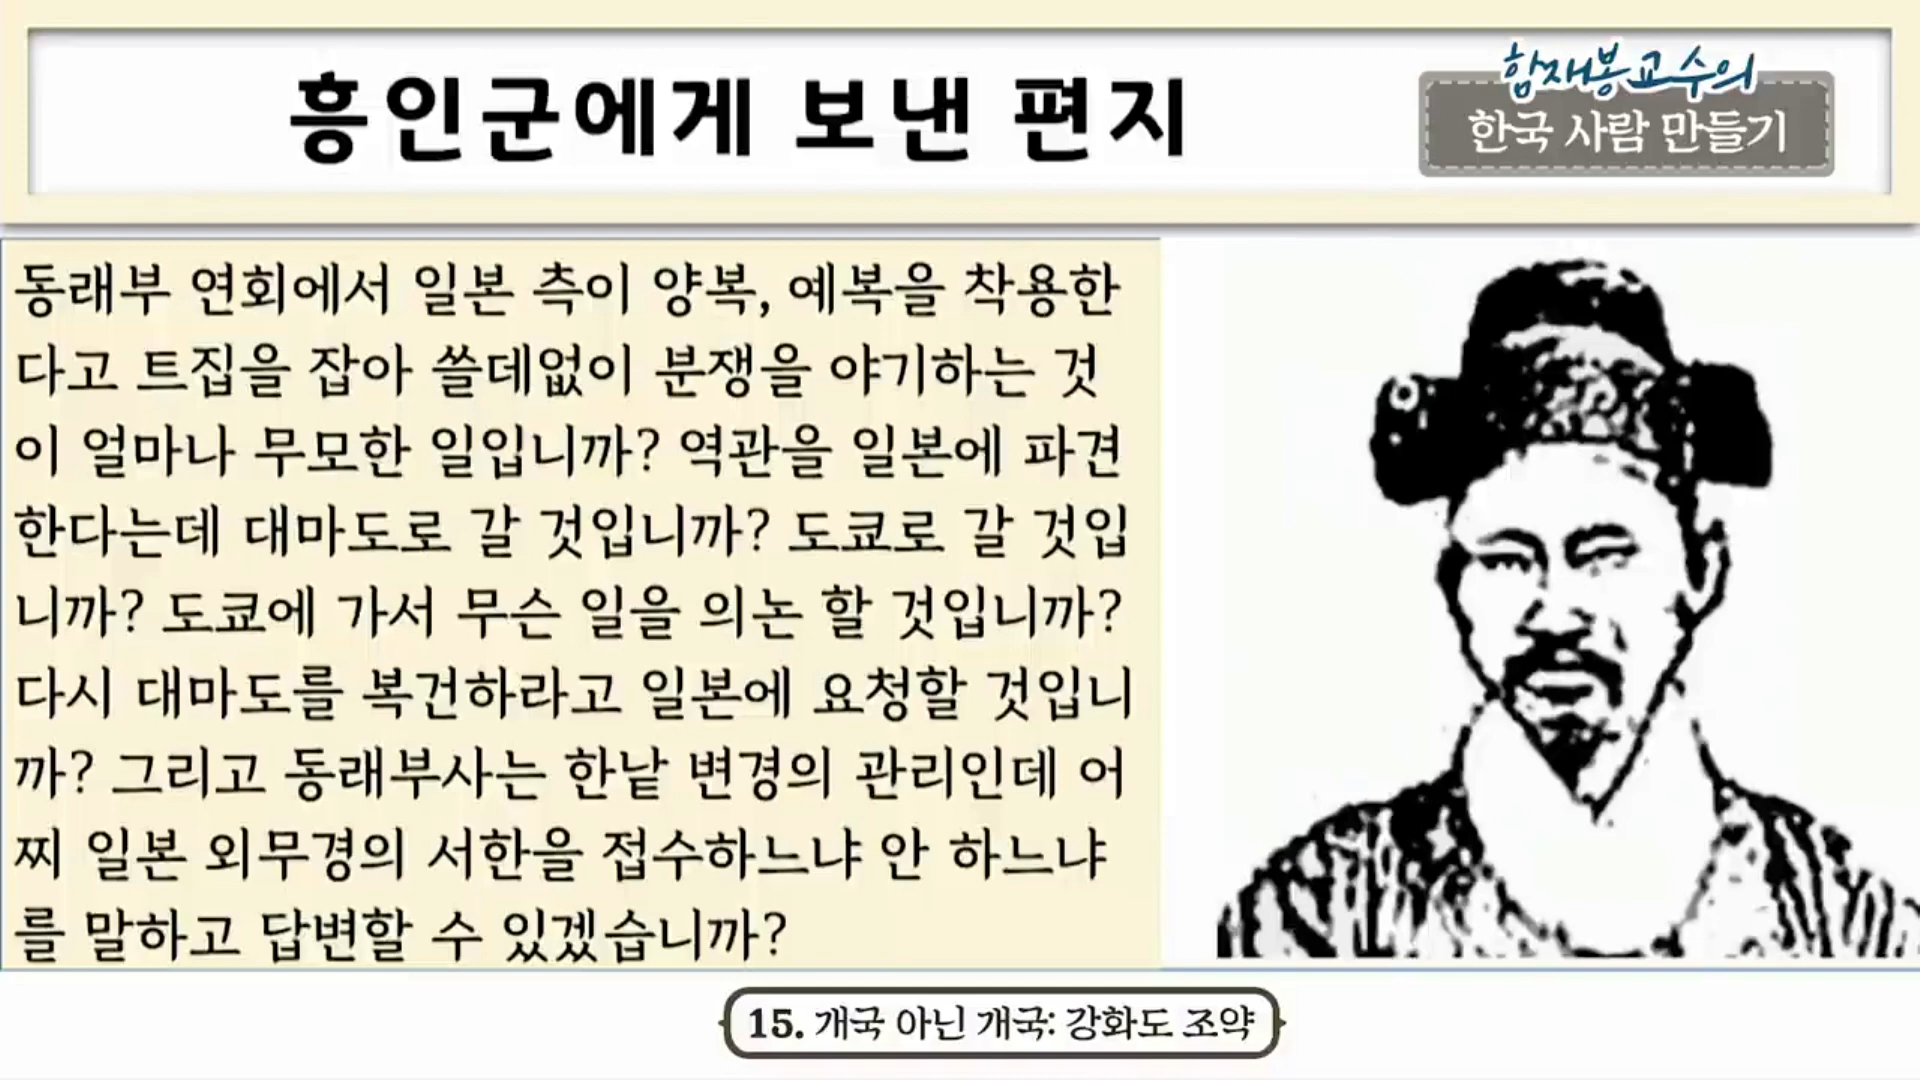 흥인군에게 보낸 편지
함재봉교수의
한국 사람 만들기
동래부 연회에서 일본 측이 양복, 예복을 착용한
다고 트집을 잡아 쓸데없이 분쟁을 야기하는 것
이 얼마나 무모한 일입니까? 역관을 일본에 파견
한다는데 대마도로 갈 것입니까? 도쿄로 갈 것입
니까? 도쿄에 가서 무슨 일을 의논 할 것입니까?
다시 대마도를 복건하라고 일본에 요청할 것입니
까? 그리고 동래부사는 한낱 변경의 관리인데 어
찌 일본 외무경의 서한을 접수하느냐 안 하느냐
를 말하고 답변할 수 있겠습니까?
15. 개국 아닌 개국: 강화도 조약